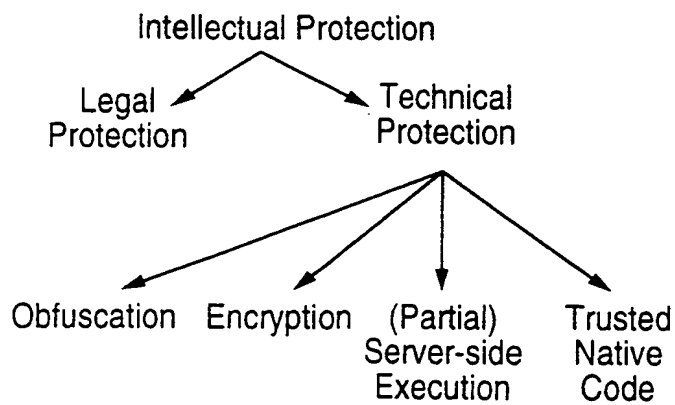 Intellectual Protection
Legal
Protection
Technical
Protection
Obfuscation
Encryption
(Partial)
Server-side
Execution
Trusted
Native
Code